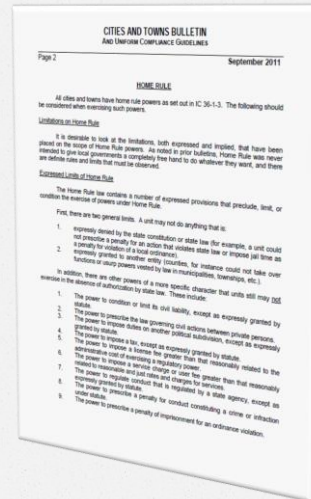 CITIES AND TOWNS BULLETIN
AND UNIFORM COMPLIANCE GUIDELINES
Page 2
September 2011
HOME RULE
All cities and towns have home rule powers as set out in IC 36-1-3. The following should
be considered when exercising such powers.
Limitations on Home Rule
It is desirable to look at the limitations, both expressed and implied, that have been
placed on the scope of Home Rule powers. As noted in prior bulletins, Home Rule was never
intended to give local governments a completely free hand to do whatever they want, and there
are definite rules and limits that must be observed.
Expressed Limits of Home Rule
The Home Rule law contains a number of expressed provisions that preclude, limit, or
condition the exercise of powers under Home Rule.
First, there are two general limits. A unit may not do anything that is:
1. expressly denied by the state constitution or state law (for example, a unit could
not prescribe a penalty for an action that violates state law or impose jail time as
a penalty for violation of a local ordinance).
2. expressly granted to another entity (counties, for instance could not take over
functions or usurp powers vested by law in municipalities, townships, etc.).
In addition, there are other powers of a more specific character that units still may not
exercise in the absence of authorization by state law. These include:
1. The power to condition or limit its civil liability, except as expressly granted by
statute.
2. The power to prescribe the law governing civil actions between private persons.
3. The power to impose duties on another political subdivision, except as expressly
granted by statute.
4. The power to impose a tax, except as expressly granted by statute.
5. The power to impose a license fee greater than that reasonably related to the
administrative cost of exercising a regulatory power.
6. The power to impose a service charge or user fee greater than that reasonably
related to reasonable and just rates and charges for services.
7. The power to regulate conduct that is regulated by a state agency, except as
expressly granted by statute.
8. The power to prescribe a penalty for conduct constituting a crime or infraction
under statute.
9. The power to prescribe a penalty of imprisonment for an ordinance violation.